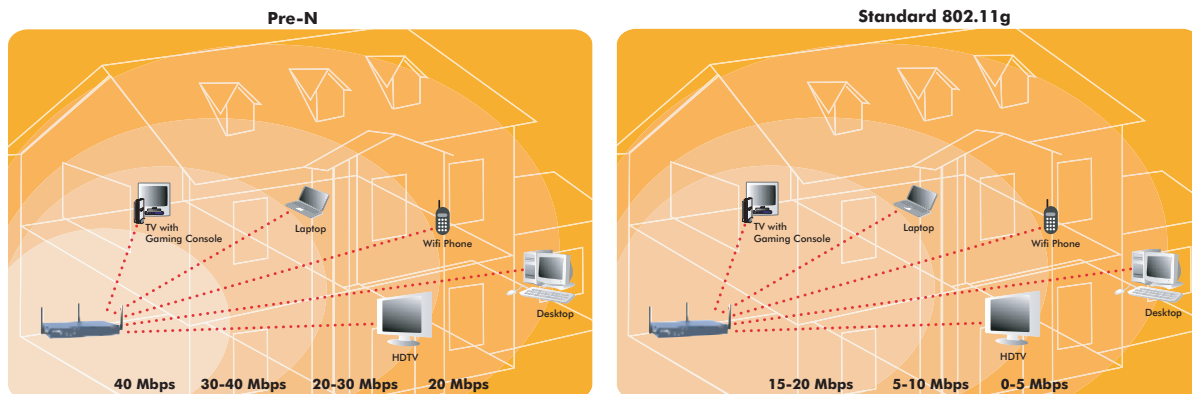 Pre-N
TV with
Gaming Console
Laptop
Wifi Phone
Desktop
HDTV
40 Mbps 30-40 Mbps 20-30 Mbps 20 Mbps
Standard 802.11g
TV with
Gaming Console
Laptop
Wifi Phone
Desktop
HDTV
15-20 Mbps 5-10 Mbps 0-5 Mbps